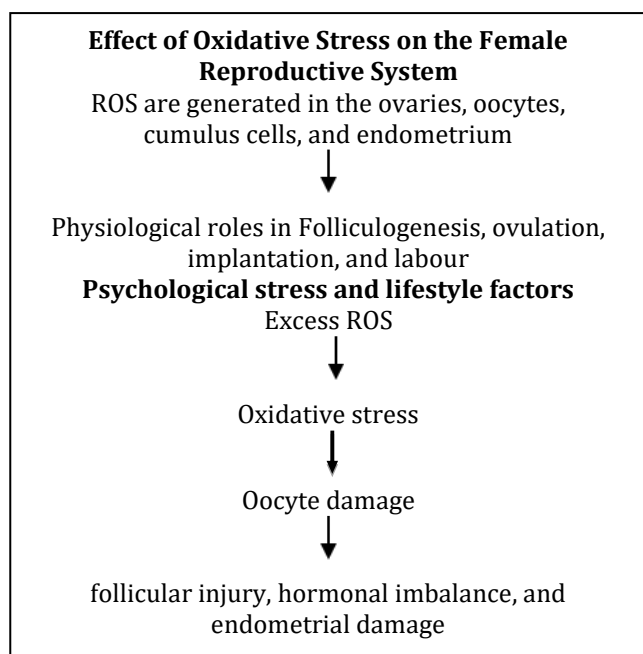 Effect of Oxidative Stress on the Female
Reproductive System
ROS are generated in the ovaries, oocytes,
cumulus cells, and endometrium
Physiological roles in Folliculogenesis, ovulation,
implantation, and labour
Psychological stress and lifestyle factors
Excess ROS
Oxidative stress
Oocyte damage
follicular injury, hormonal imbalance, and
endometrial damage